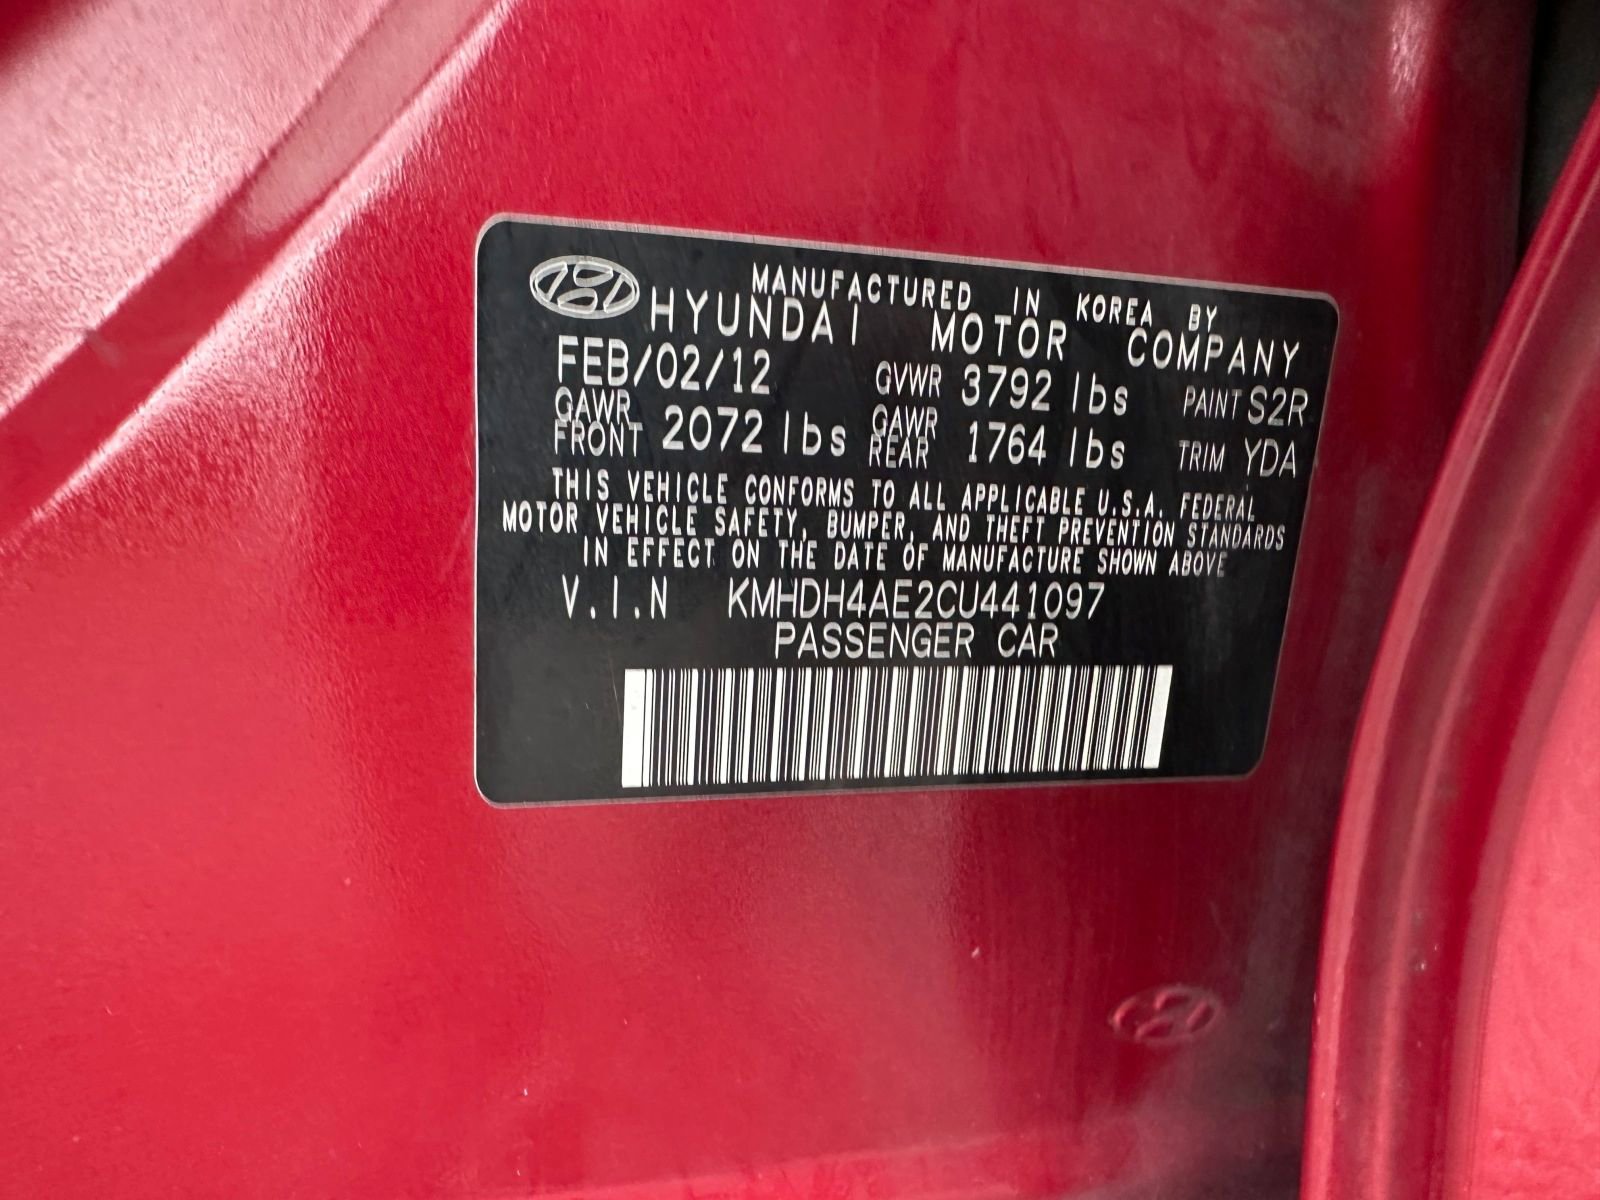 MANUFACTURED IN KOREA BY
HYUNDAI MOTOR COMPANY
FEB/02/12 GVWR 3792 lbs PAINT S2R
GAWR FRONT 2072 lbs GAWR REAR 1764 lbs TRIM YDA
THIS VEHICLE CONFORMS TO ALL APPLICABLE U.S.A. FEDERAL
MOTOR VEHICLE SAFETY, BUMPER, AND THEFT PREVENTION STANDARDS
IN EFFECT ON THE DATE OF MANUFACTURE SHOWN ABOVE
V.I.N KMHDH4AE2CU441097
PASSENGER CAR